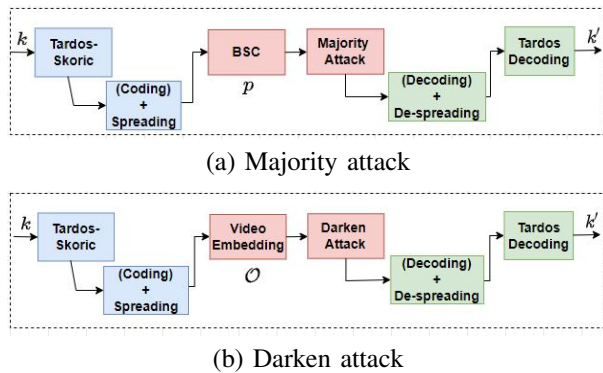 k
Tardos-
Skoric
(Coding)
+
Spreading
BSC
p
Majority
Attack
(Decoding)
+
De-spreading
Tardos
Decoding
k'
(a) Majority attack
k
Tardos-
Skoric
(Coding)
+
Spreading
Video
Embedding
𝒪
Darken
Attack
(Decoding)
+
De-spreading
Tardos
Decoding
k'
(b) Darken attack